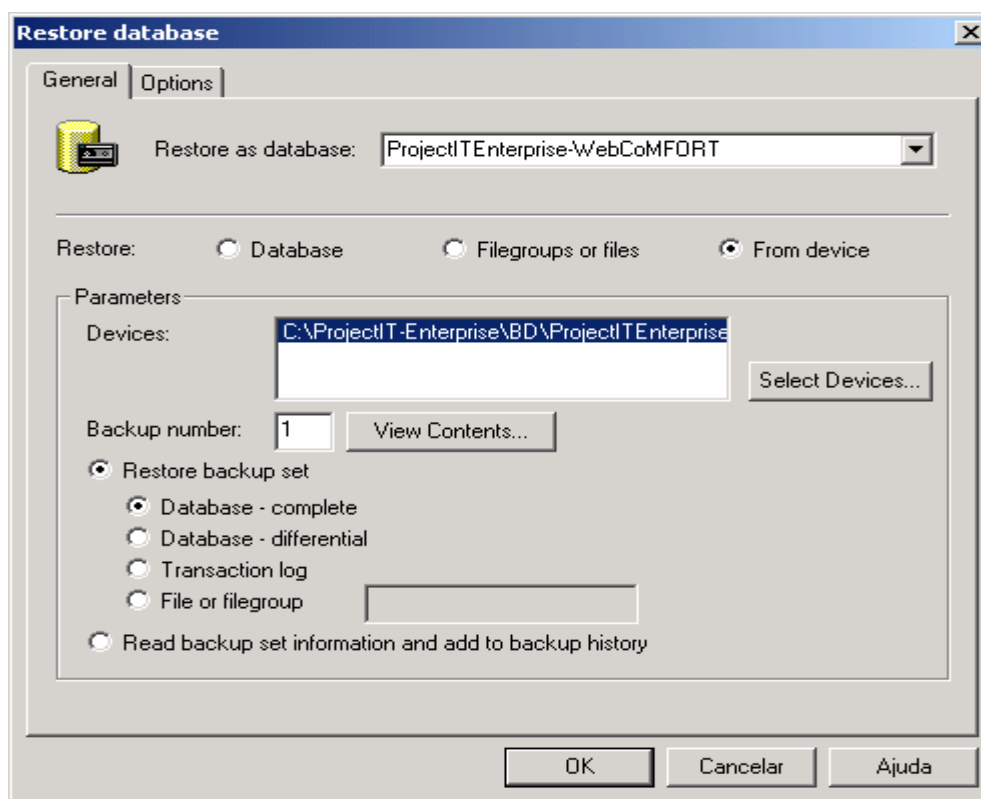 Restore database
General Options
Restore as database: ProjectITEnterprise-WebCoMFORT
Restore: Database Filegroups or files From device
Parameters
Devices: C:\ProjectIT-Enterprise\BD\ProjectITEnterprise
Select Devices...
Backup number: 1 View Contents...
Restore backup set
Database - complete
Database - differential
Transaction log
File or filegroup
Read backup set information and add to backup history
OK Cancelar Ajuda